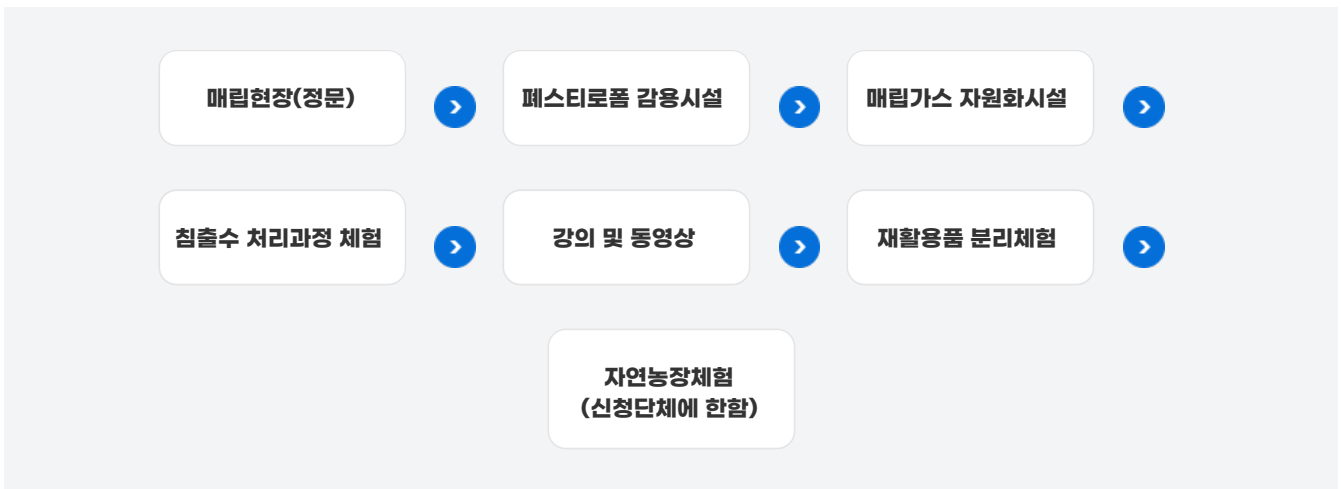 매립현장(정문)
폐스티로폼 감용시설
매립가스 자원화시설
침출수 처리과정 체험
강의 및 동영상
재활용품 분리체험
자연농장체험
(신청단체에 한함)